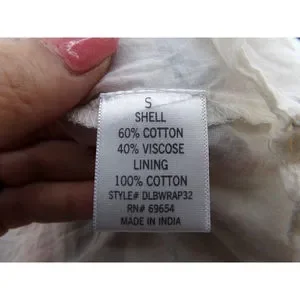 S
SHELL
60% COTTON
40% VISCOSE
LINING
100% COTTON
STYLE# DLBWRAP32
RN# 69654
MADE IN INDIA